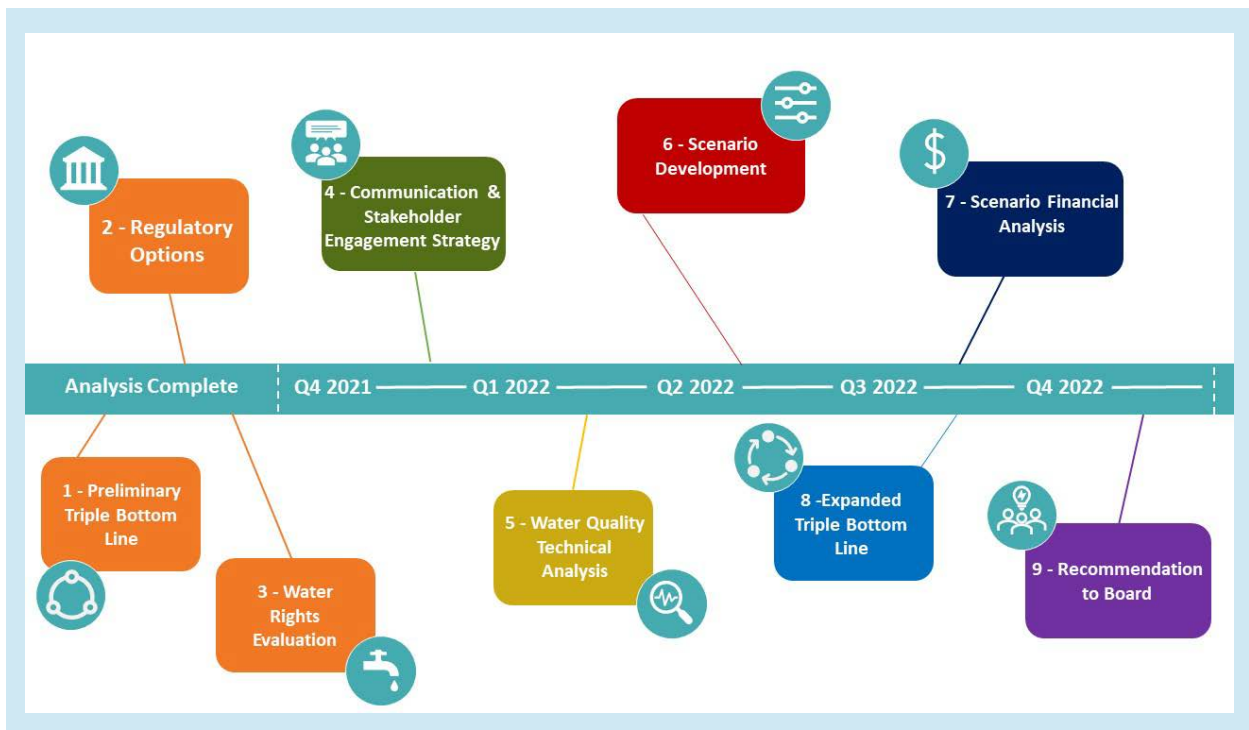 2 - Regulatory
Options
4 - Communication &
Stakeholder
Engagement Strategy
6 - Scenario
Development
7 - Scenario Financial
Analysis
Analysis Complete
Q4 2021
Q1 2022
Q2 2022
Q3 2022
Q4 2022
1 - Preliminary
Triple Bottom
Line
3 - Water
Rights
Evaluation
5 - Water Quality
Technical
Analysis
8 -Expanded
Triple Bottom
Line
9 - Recommendation
to Board